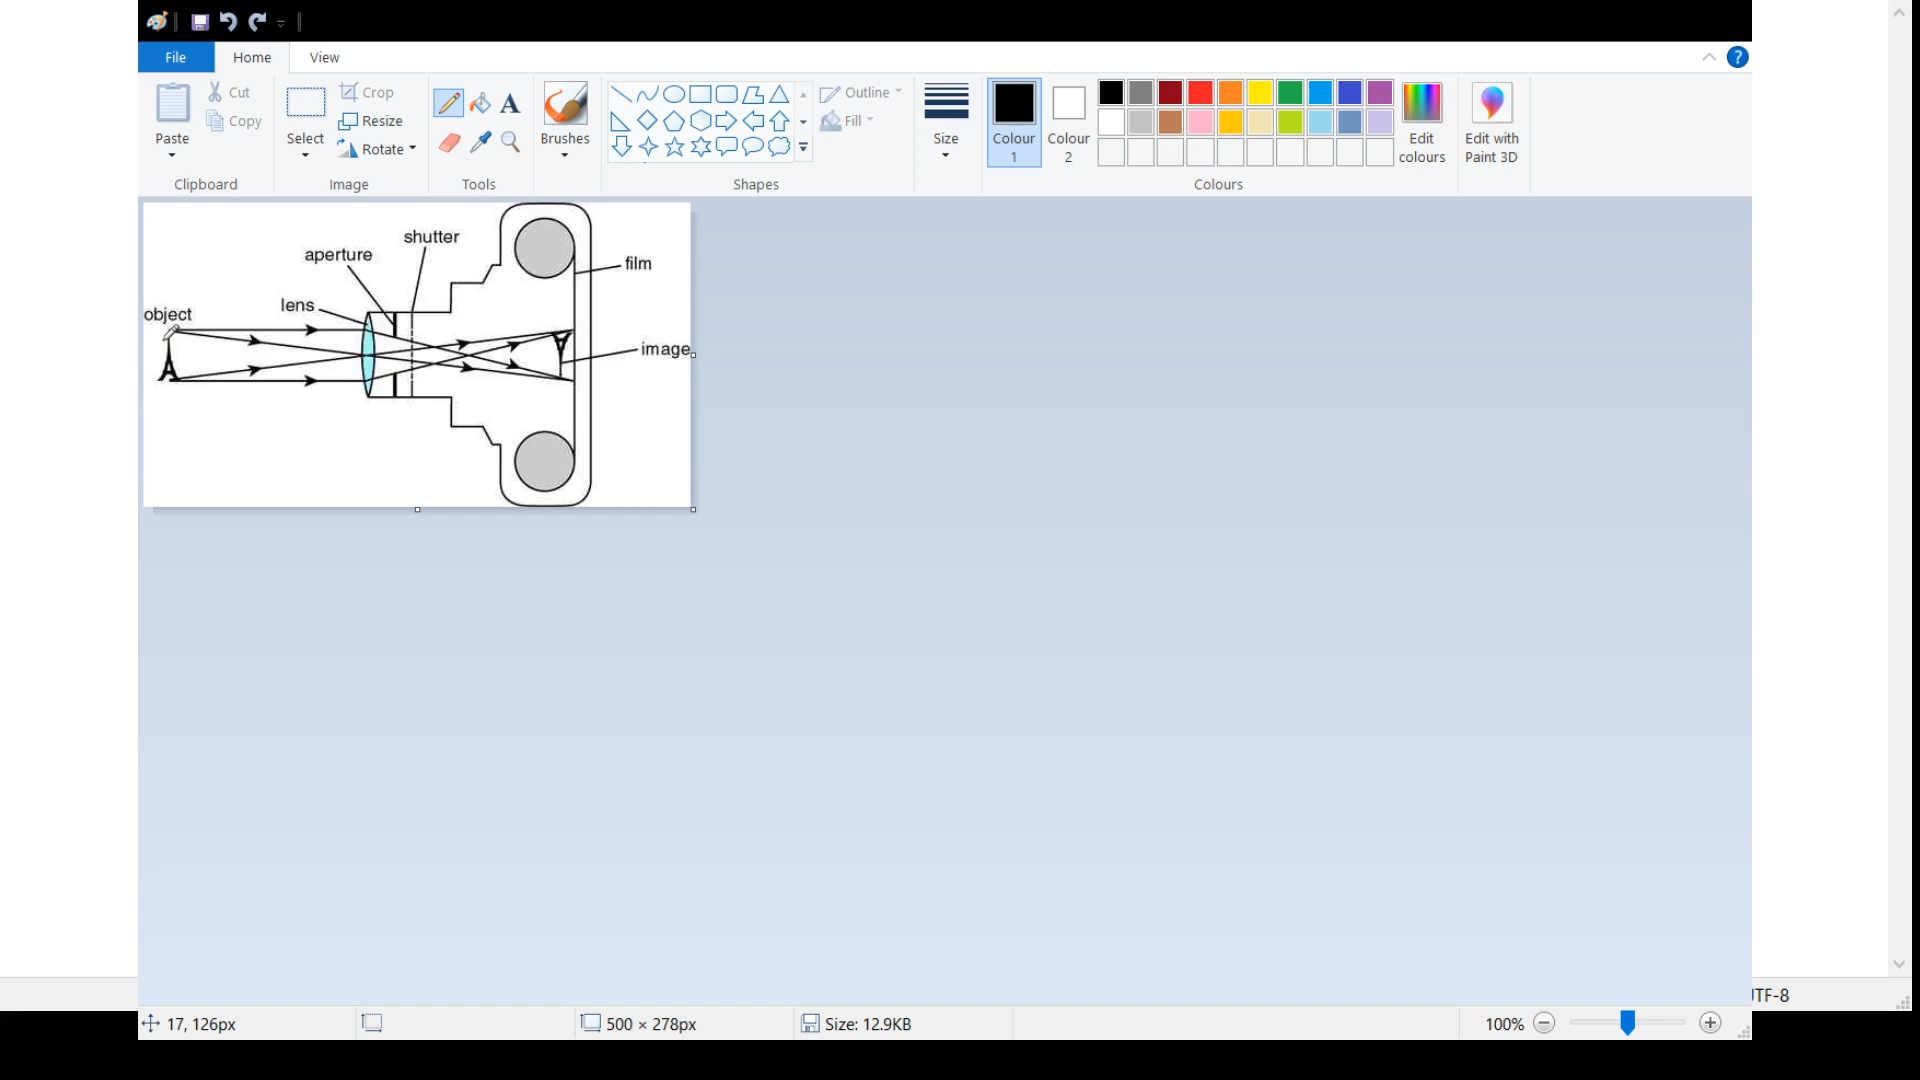 File Home View
?
Paste
Cut
Copy
Clipboard
Select
Crop
Resize
Rotate
Image
A
Tools
Brushes
Shapes
Outline
Fill
Size
Colour 1
Colour 2
Edit colours
Colours
Edit with Paint 3D
shutter
aperture
film
lens
object
image
A
A
TF-8
17, 126px
500 × 278px
Size: 12.9KB
100%